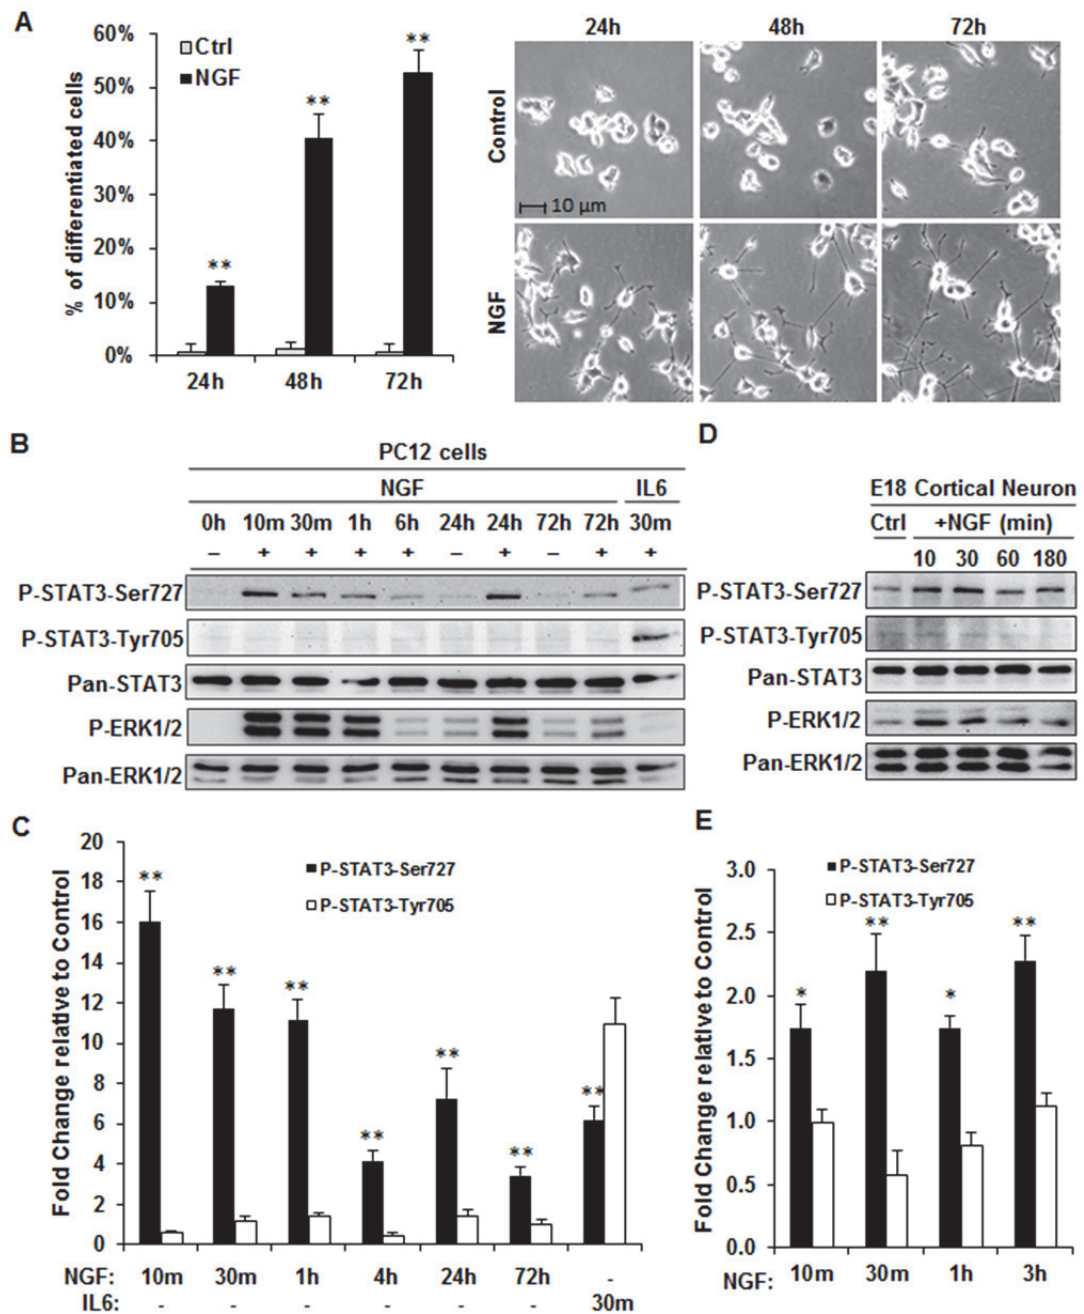 A
60%
50%
40%
30%
20%
10%
0%
% of differentiated cells
Ctrl
NGF
**
**
**
24h 48h 72h
24h 48h 72h
Control
NGF
10 µm
B
PC12 cells
NGF IL6
0h 10m 30m 1h 6h 24h 24h 72h 72h 30m
– + + + + – + – + +
P-STAT3-Ser727
P-STAT3-Tyr705
Pan-STAT3
P-ERK1/2
Pan-ERK1/2
D
E18 Cortical Neuron
Ctrl +NGF (min)
10 30 60 180
P-STAT3-Ser727
P-STAT3-Tyr705
Pan-STAT3
P-ERK1/2
Pan-ERK1/2
C
20
18
16
14
12
10
8
6
4
2
0
Fold Change relative to Control
P-STAT3-Ser727
P-STAT3-Tyr705
** ** ** ** ** ** **
NGF: 10m 30m 1h 4h 24h 72h -
IL6: - - - - - - 30m
E
3.0
2.5
2.0
1.5
1.0
0.5
0.0
Fold Change relative to Control
P-STAT3-Ser727
P-STAT3-Tyr705
* ** * **
NGF: 10m 30m 1h 3h